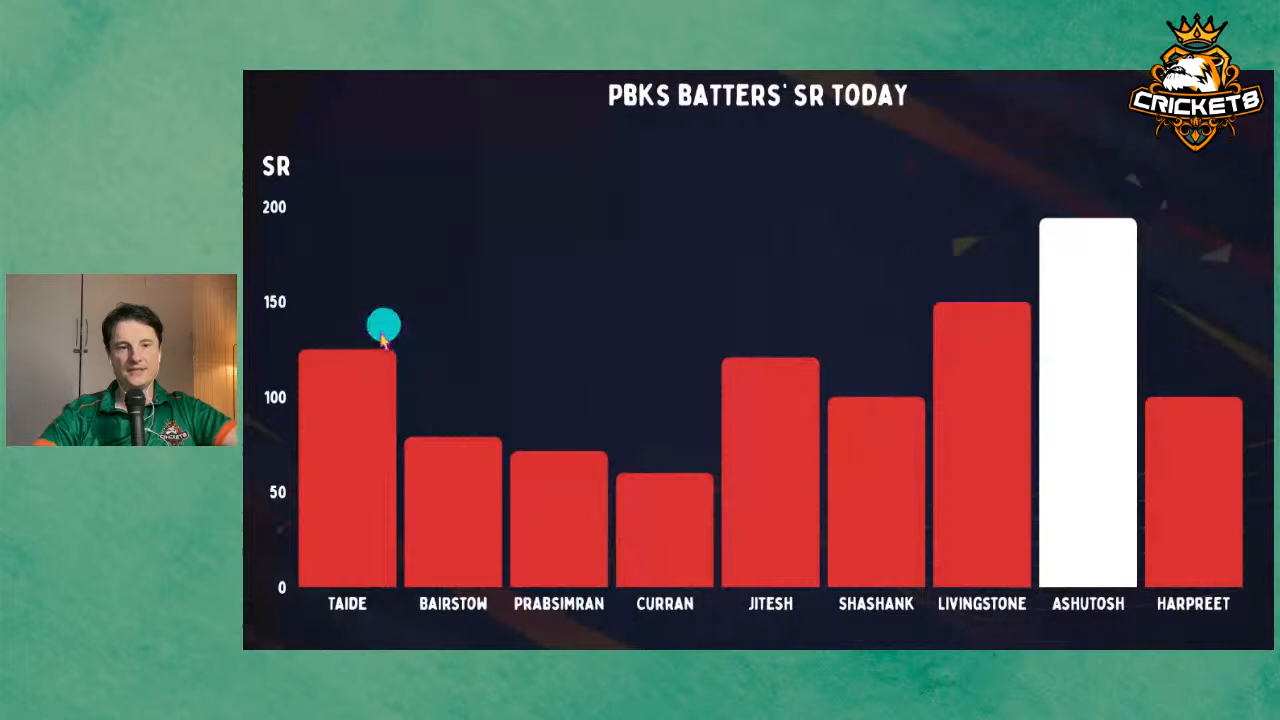 PBKS BATTERS' SR TODAY
CRICKET8
SR
200
150
100
50
0
TAIDE BAIRSTOW PRABSIMRAN CURRAN JITESH SHASHANK LIVINGSTONE ASHUTOSH HARPREET
CRICKET8